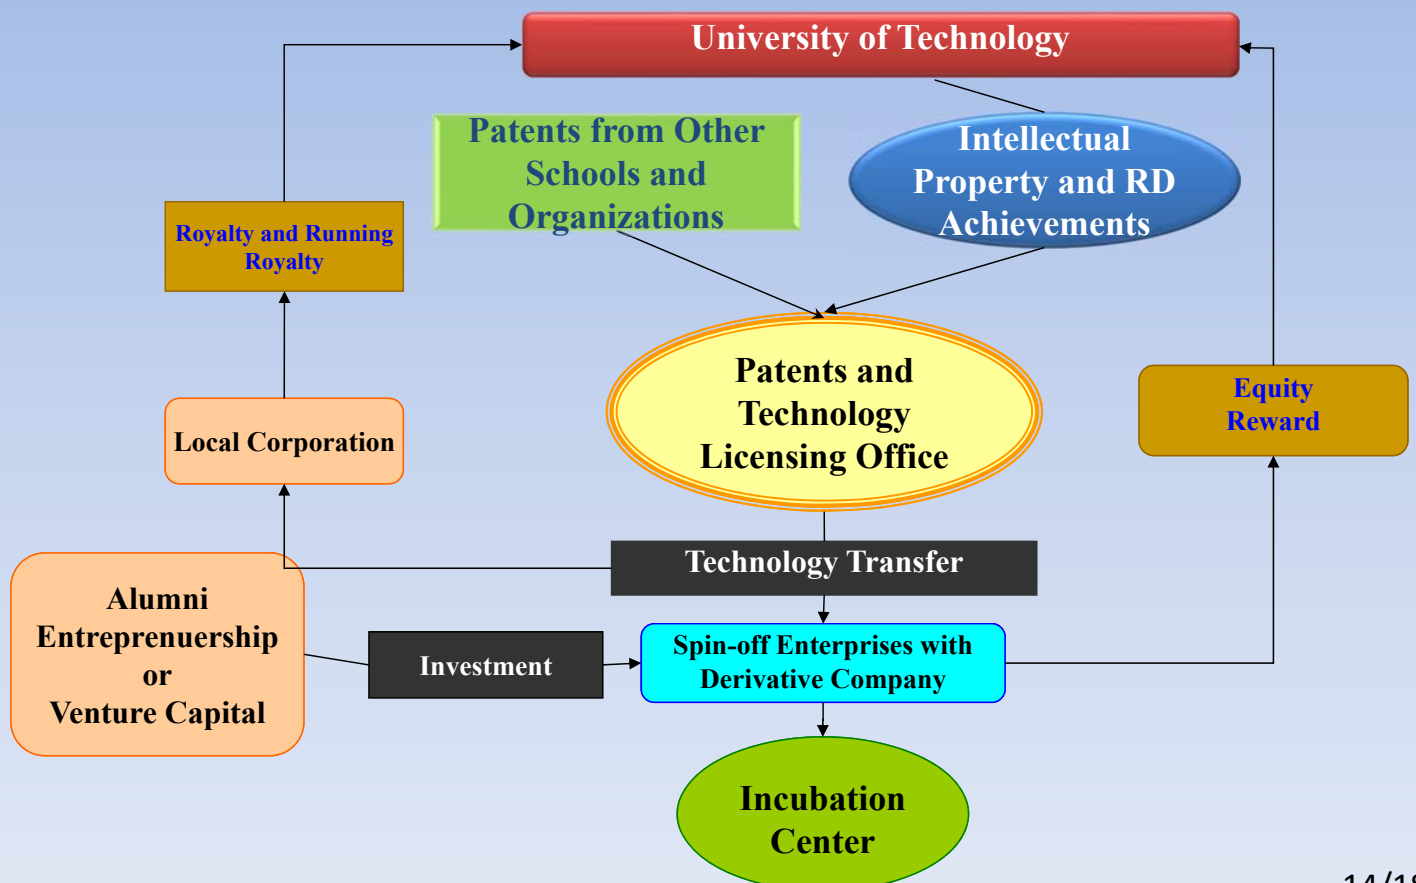 University of Technology
Patents from Other
Schools and
Organizations
Intellectual
Property and RD
Achievements
Royalty and Running
Royalty
Patents and
Technology
Licensing Office
Equity
Reward
Local Corporation
Technology Transfer
Alumni
Entreprenuership
or
Venture Capital
Investment
Spin-off Enterprises with
Derivative Company
Incubation
Center
14/18